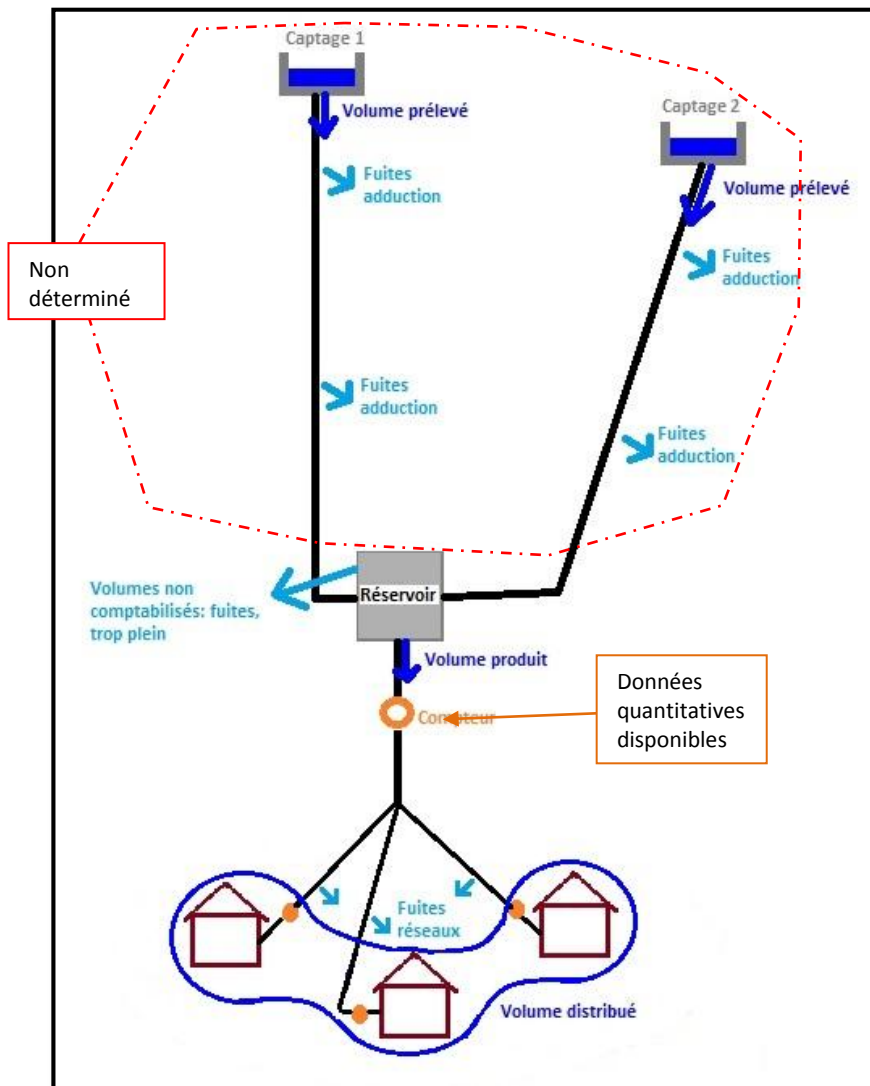 Captage 1
Volume prélevé
Captage 2
Fuites
adduction
Volume prélevé
Non
déterminé
Fuites
adduction
Fuites
adduction
Fuites
adduction
Volumes non
comptabilisés: fuites,
trop plein
Réservoir
Volume produit
Données
quantitatives
disponibles
Compteur
Fuites
réseaux
Volume distribué